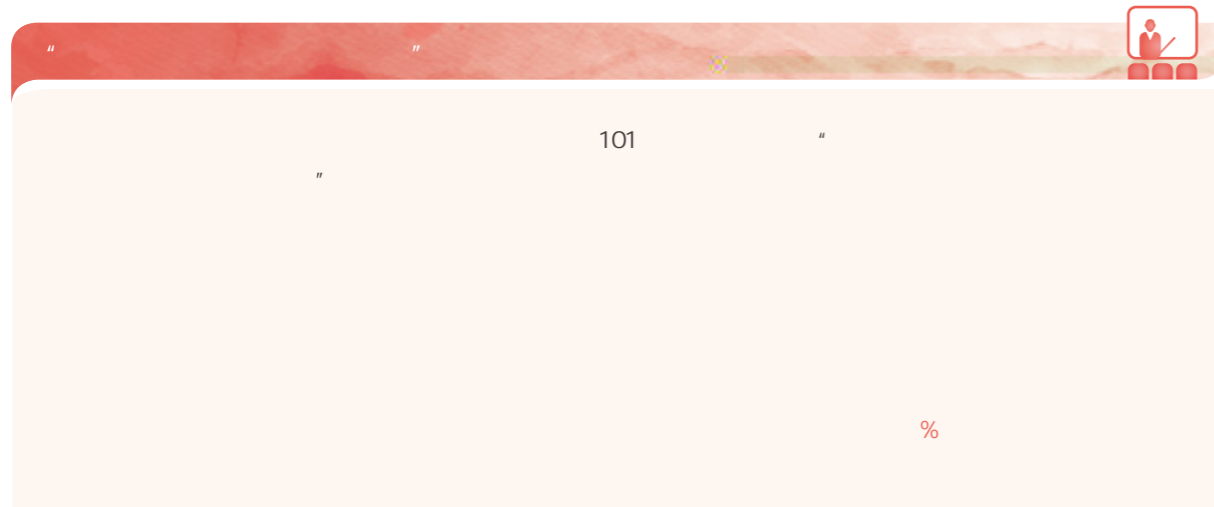 “ ”
101 “
”
%